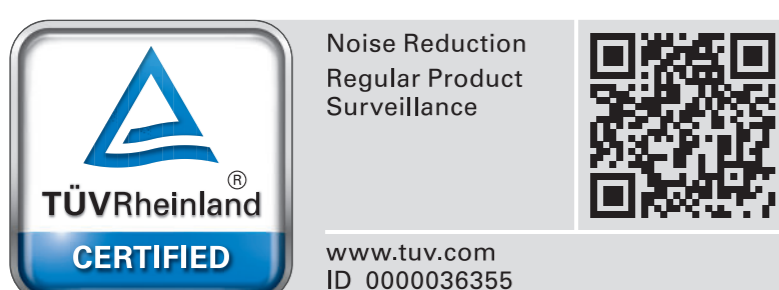 TÜVRheinland®
CERTIFIED
Noise Reduction
Regular Product
Surveillance
www.tuv.com
ID 0000036355